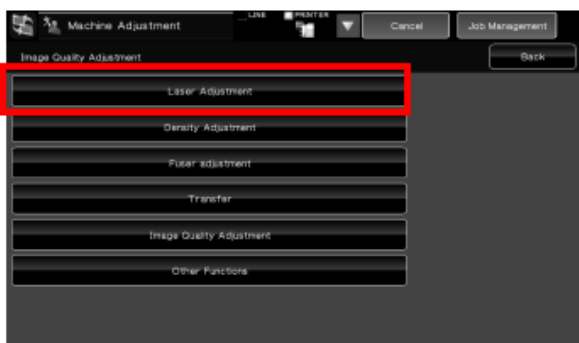 Machine Adjustment
LINE
PRINTER
Cancel
Job Management
Image Quality Adjustment
Back
Laser Adjustment
Density Adjustment
Fuser adjustment
Transfer
Image Quality Adjustment
Other Functions